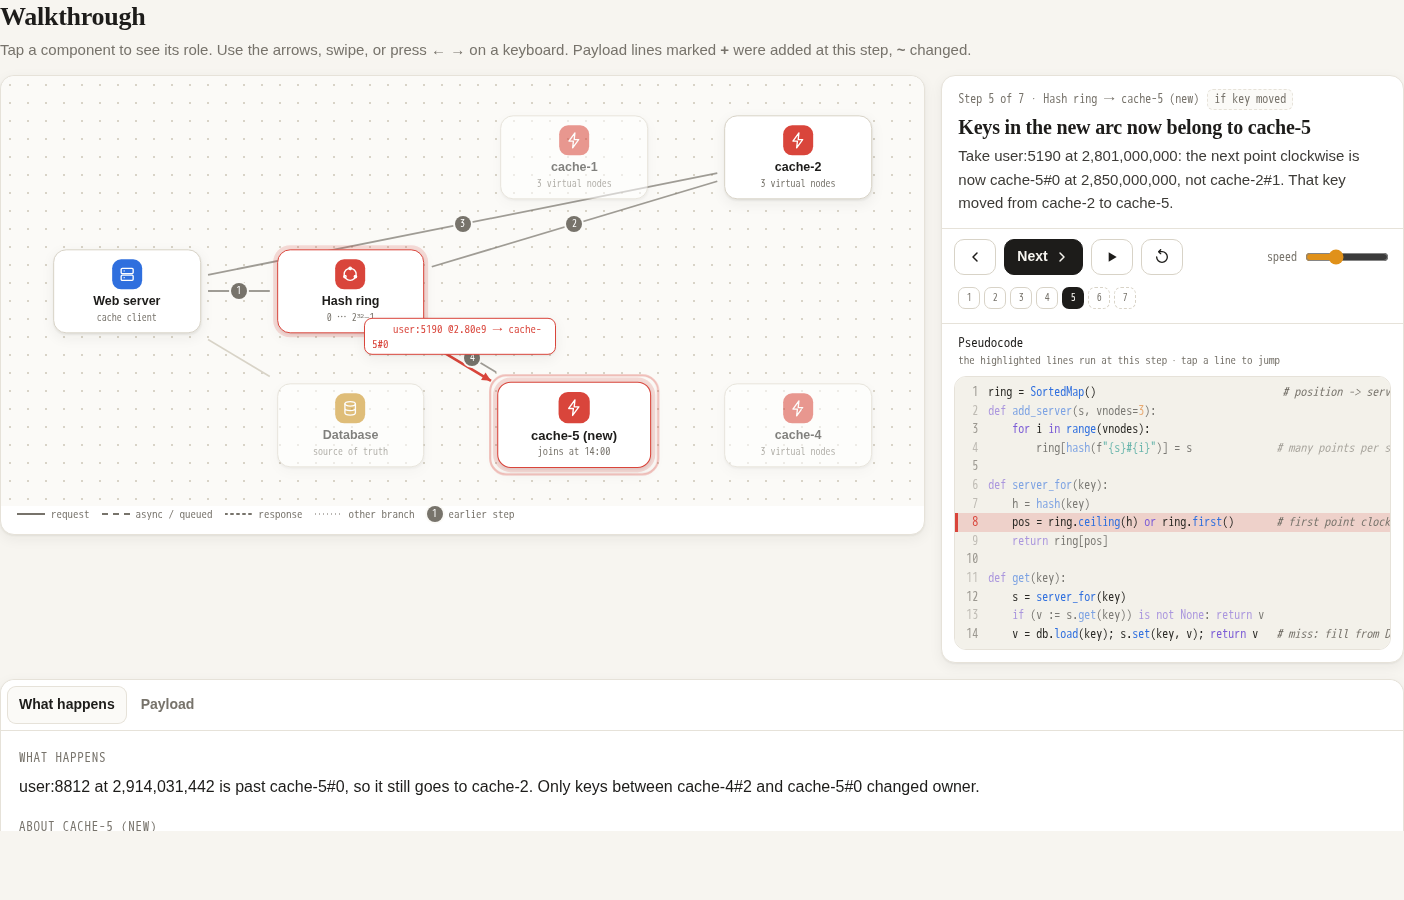 Walkthrough
Tap a component to see its role. Use the arrows, swipe, or press ← → on a keyboard. Payload lines marked + were added at this step, ~ changed.
cache-1
3 virtual nodes
cache-2
3 virtual nodes
3
2
Web server
cache client
1
Hash ring
0 ··· 2³²−1
user:5190 @2.80e9 → cache-
5#0
4
Database
source of truth
cache-5 (new)
joins at 14:00
cache-4
3 virtual nodes
request
async / queued
response
other branch
1 earlier step
Step 5 of 7 · Hash ring → cache-5 (new) if key moved
Keys in the new arc now belong to cache-5
Take user:5190 at 2,801,000,000: the next point clockwise is
now cache-5#0 at 2,850,000,000, not cache-2#1. That key
moved from cache-2 to cache-5.
Next
speed
1 2 3 4 5 6 7
Pseudocode
the highlighted lines run at this step · tap a line to jump
1 ring = SortedMap() # position -> serv
2 def add_server(s, vnodes=3):
3 for i in range(vnodes):
4 ring[hash(f"{s}#{i}")] = s # many points per s
5
6 def server_for(key):
7 h = hash(key)
8 pos = ring.ceiling(h) or ring.first() # first point clock
9 return ring[pos]
10
11 def get(key):
12 s = server_for(key)
13 if (v := s.get(key)) is not None: return v
14 v = db.load(key); s.set(key, v); return v # miss: fill from D
What happens
Payload
WHAT HAPPENS
user:8812 at 2,914,031,442 is past cache-5#0, so it still goes to cache-2. Only keys between cache-4#2 and cache-5#0 changed owner.
ABOUT CACHE-5 (NEW)